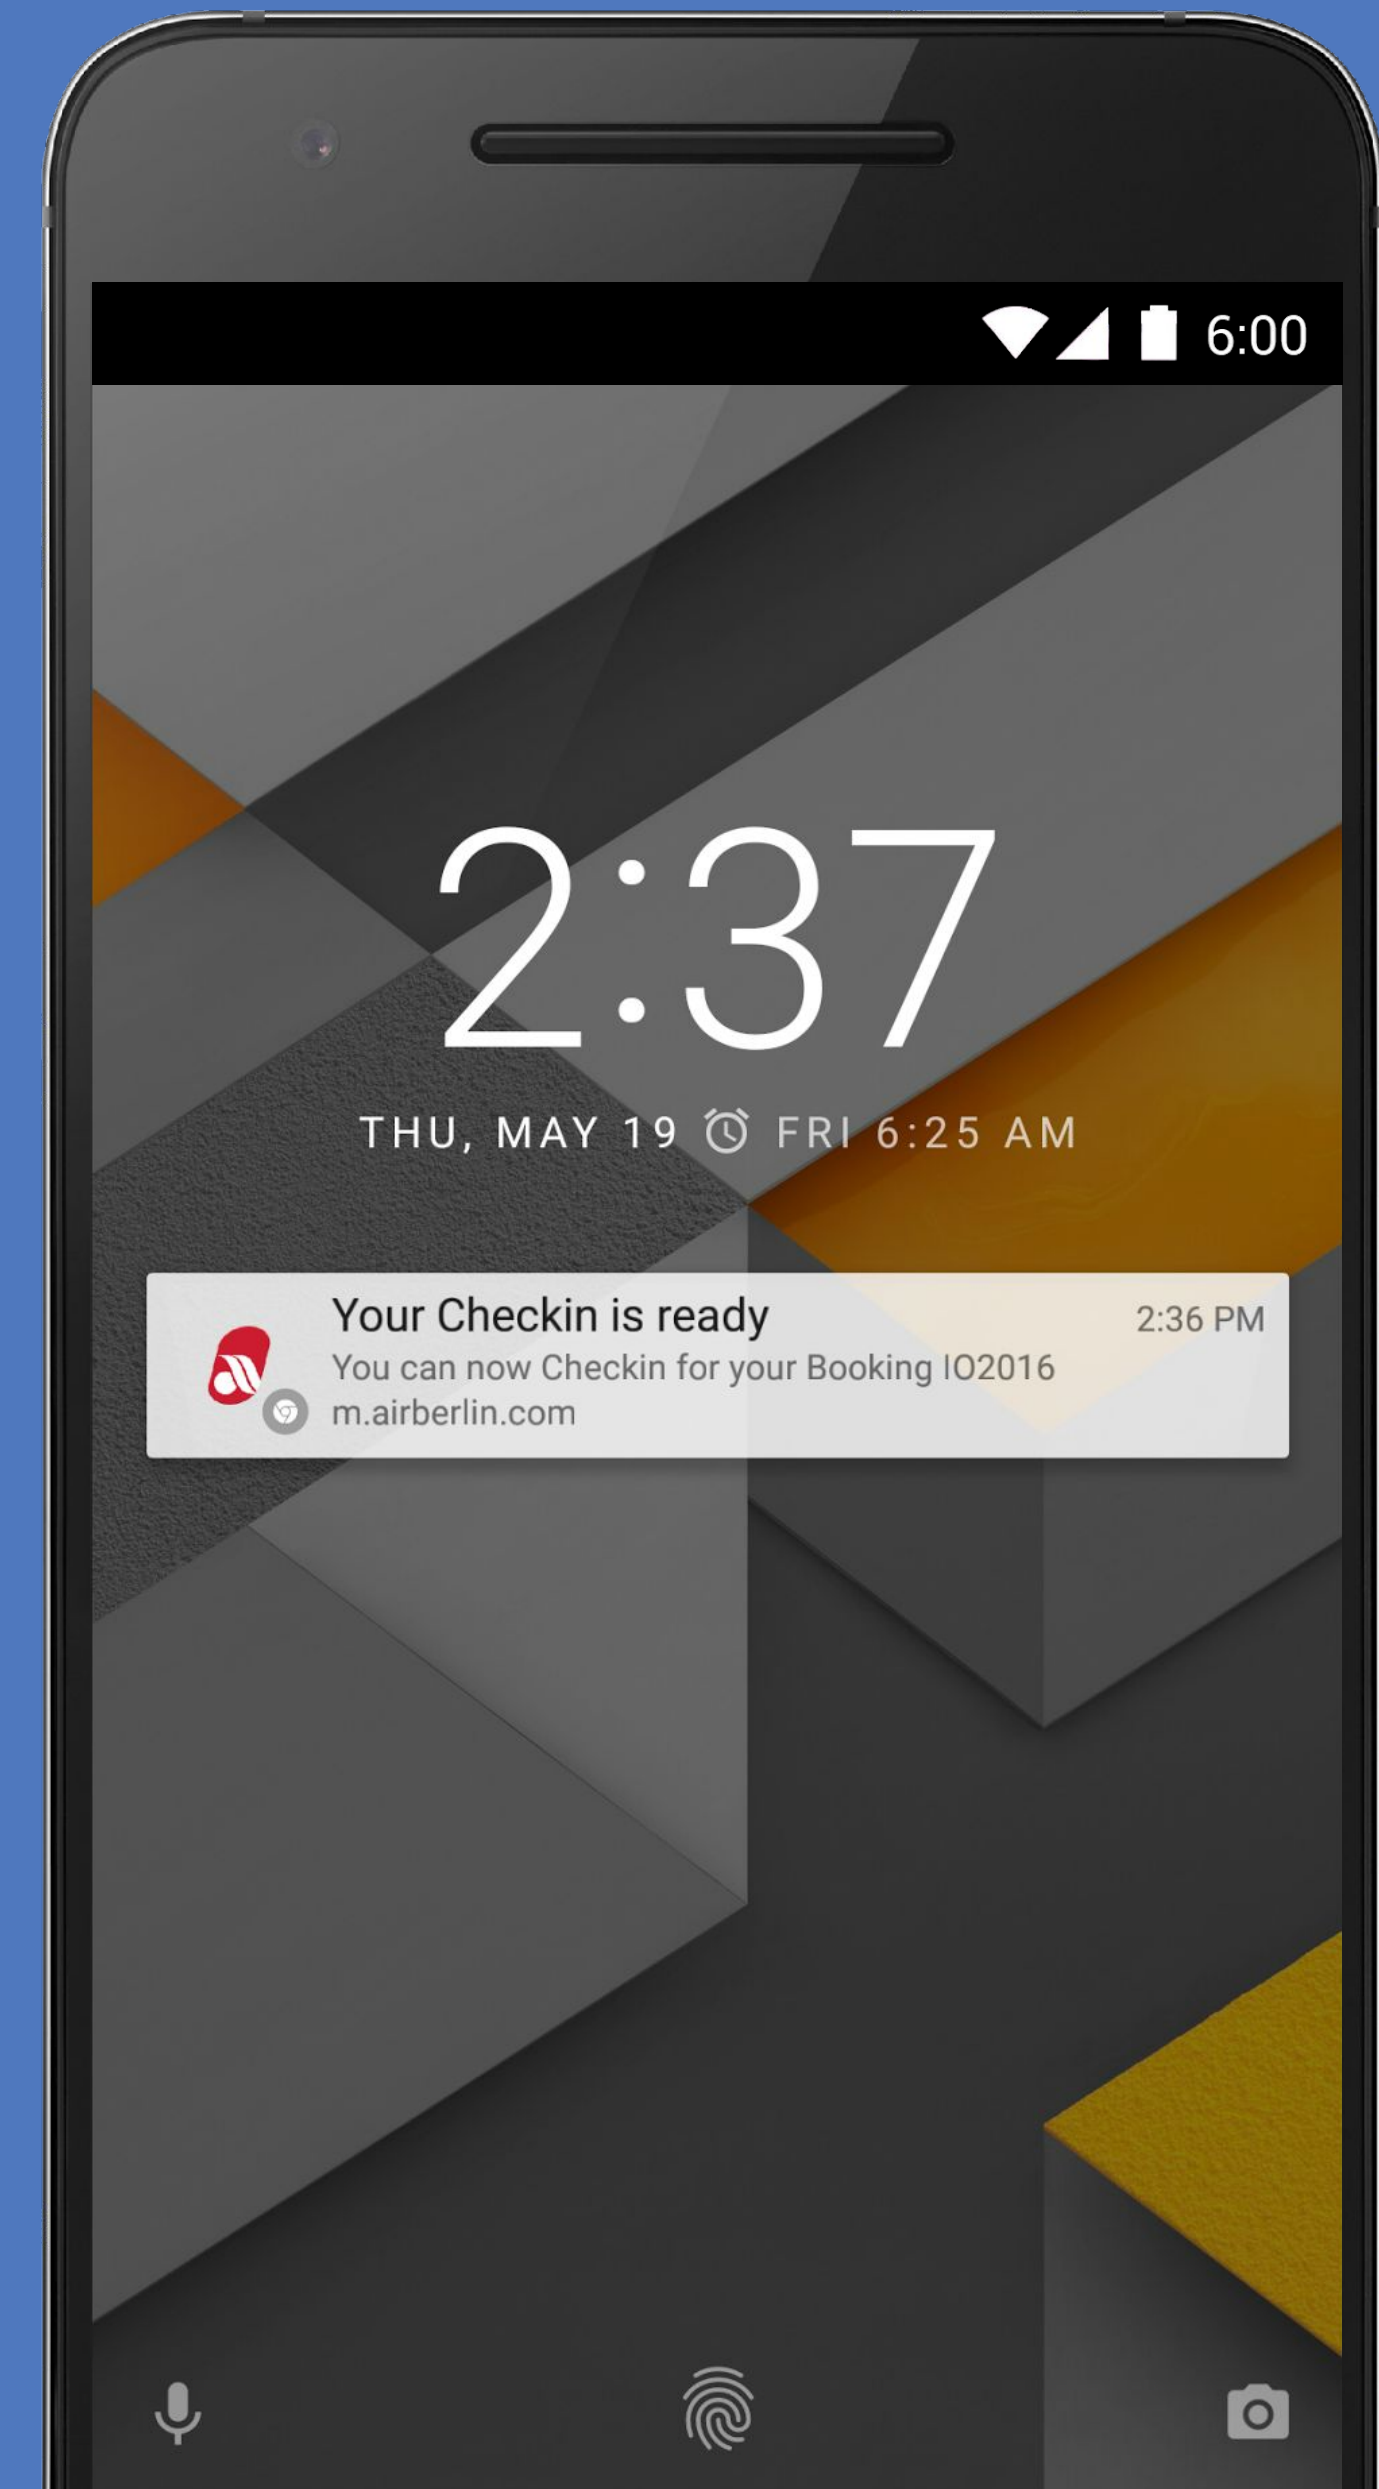 6:00
2:37
THU, MAY 19 FRI 6:25 AM
Your Checkin is ready 2:36 PM
You can now Checkin for your Booking IO2016
m.airberlin.com